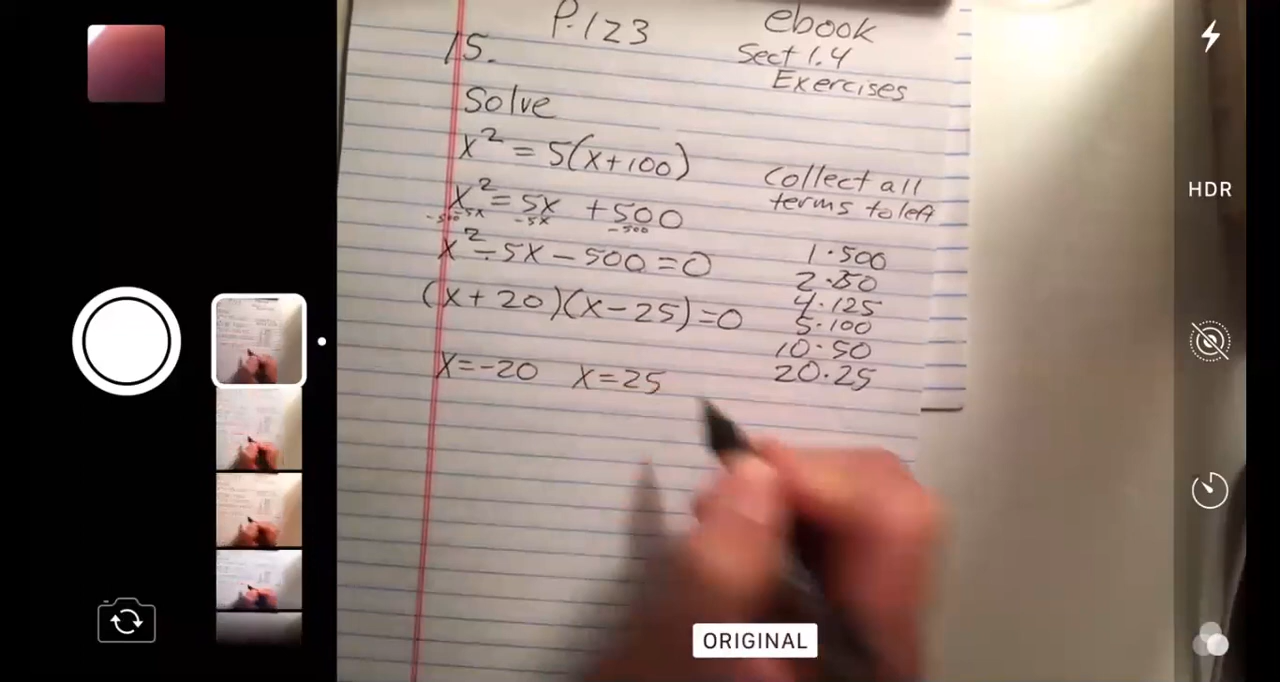 P.123
ebook
Sect 1.4
Exercises
15.
Solve
x² = 5(x+100)
x² = 5x + 500
-500 -5x -5x -500
x² - 5x - 500 = 0
(x + 20)(x - 25) = 0
x = -20 x = 25
Collect all
terms to left
1·500
2·250
4·125
5·100
10·50
20·25
HDR
ORIGINAL